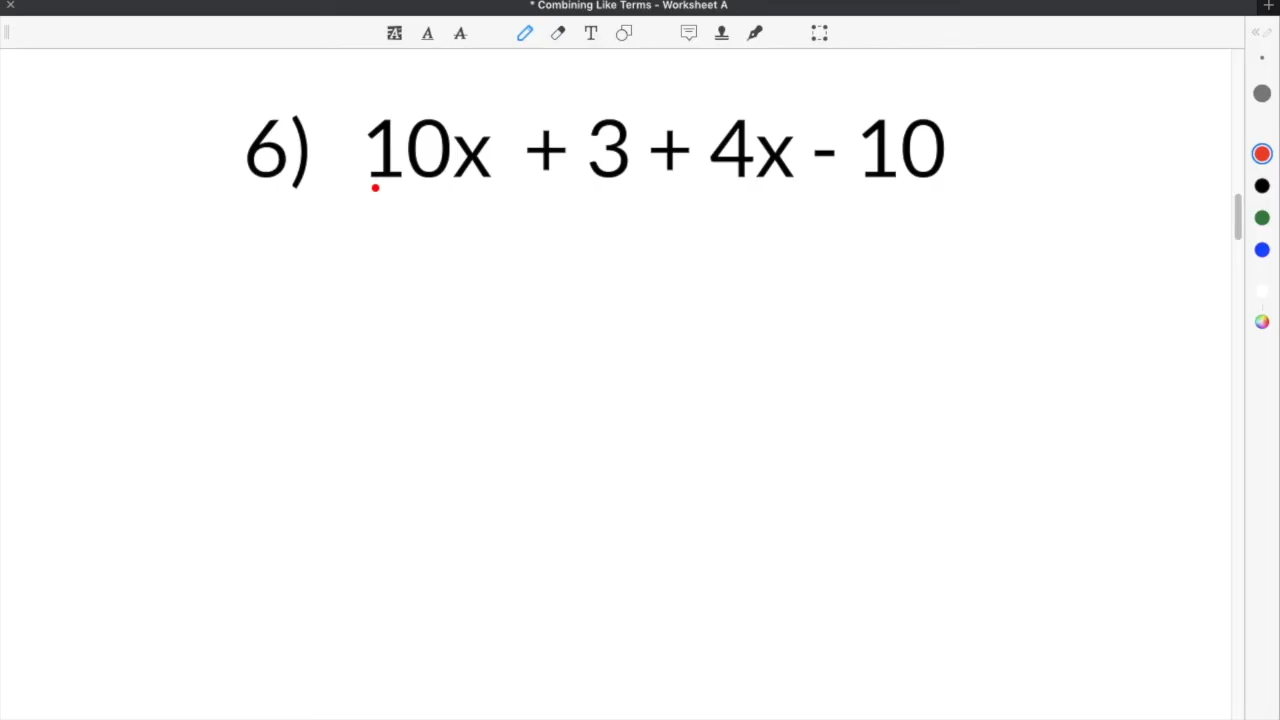 * Combining Like Terms - Worksheet A
A A A T
6) 10x + 3 + 4x - 10